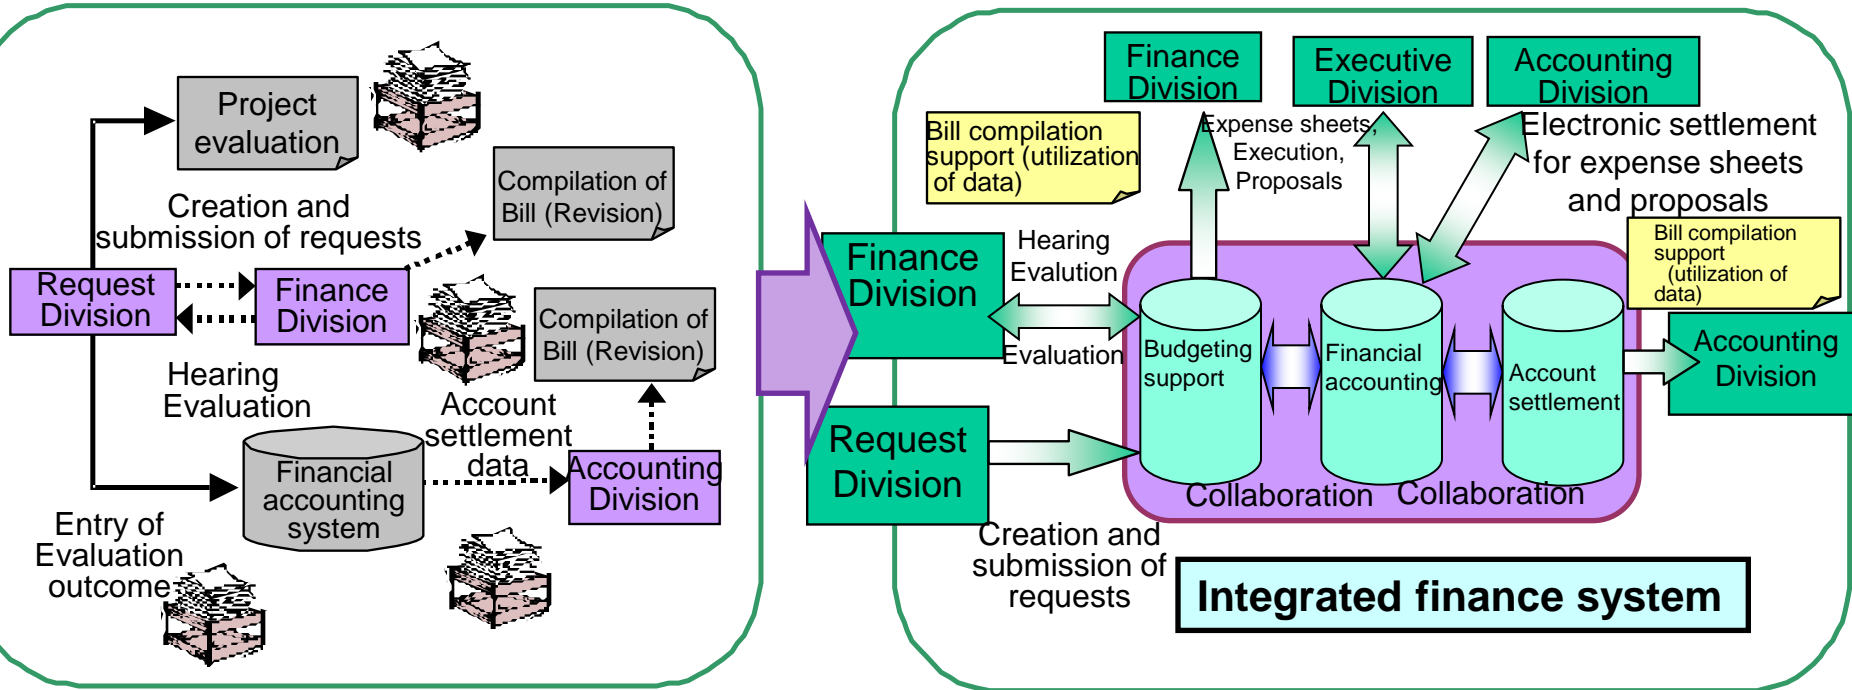 Project
evaluation
Compilation of
Bill (Revision)
Creation and
submission of requests
Request
Division
Finance
Division
Compilation of
Bill (Revision)
Hearing
Evaluation
Account
settlement
data
Financial
accounting
system
Accounting
Division
Entry of
Evaluation
outcome
Finance
Division
Executive
Division
Accounting
Division
Bill compilation
support (utilization
of data)
Expense sheets,
Execution,
Proposals
Electronic settlement
for expense sheets
and proposals
Bill compilation
support
(utilization of
data)
Finance
Division
Hearing
Evalution
Evaluation
Budgeting
support
Financial
accounting
Account
settlement
Accounting
Division
Request
Division
Collaboration
Collaboration
Creation and
submission of
requests
Integrated finance system